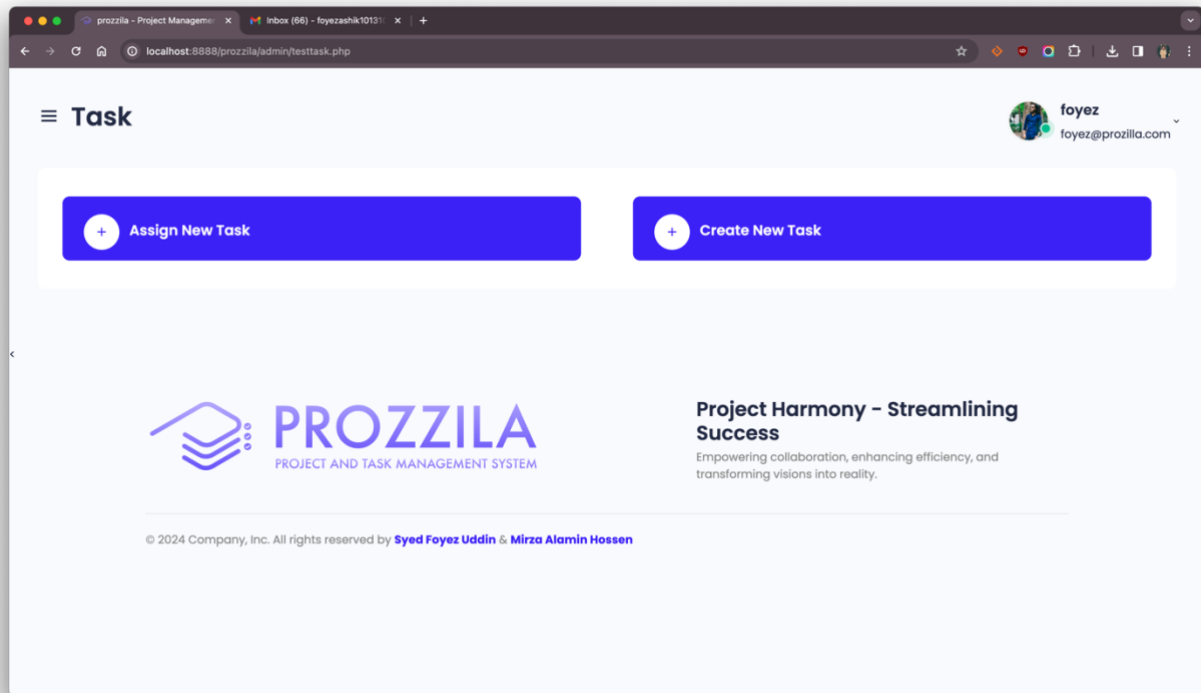 prozzila - Project Managemen
Inbox (66) - foyezashik10131
localhost:8888/prozzila/admin/testtask.php
Task
foyez
foyez@prozilla.com
+ Assign New Task
+ Create New Task
PROZZILA
PROJECT AND TASK MANAGEMENT SYSTEM
Project Harmony - Streamlining
Success
Empowering collaboration, enhancing efficiency, and
transforming visions into reality.
© 2024 Company, Inc. All rights reserved by Syed Foyez Uddin & Mirza Alamin Hossen